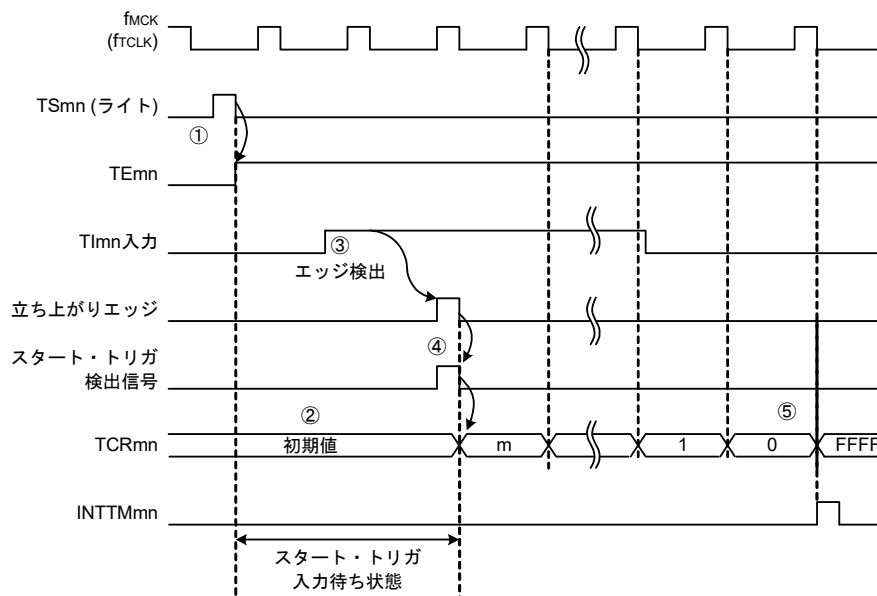 fMCK
(fTCLK)
TSmn (ライト)
①
TEmn
TImn入力
③
エッジ検出
立ち上がりエッジ
④
スタート・トリガ
検出信号
②
⑤
TCRmn
初期値
m
1
0
FFFF
INTTMmn
スタート・トリガ
入力待ち状態